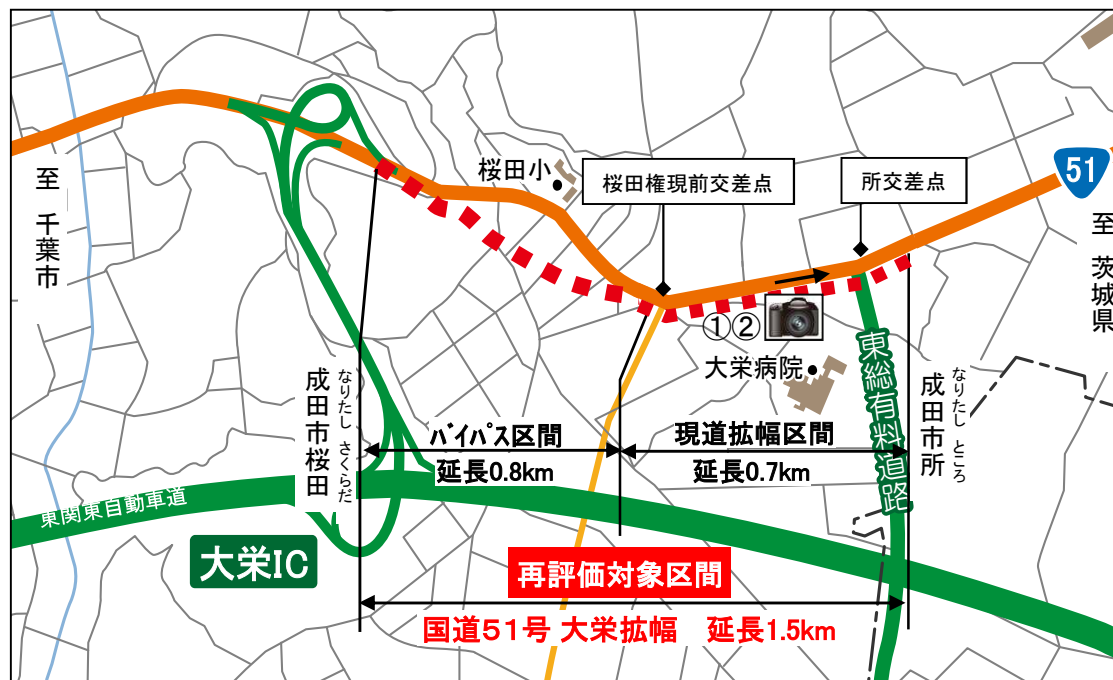 至 千葉市
桜田小
桜田権現前交差点
所交差点
51
至 茨城県
①②
大栄病院
東総有料道路
なりたし さくらだ
成田市桜田
なりたし ところ
成田市所
バイパス区間
延長0.8km
現道拡幅区間
延長0.7km
東関東自動車道
大栄IC
再評価対象区間
国道51号 大栄拡幅 延長1.5km